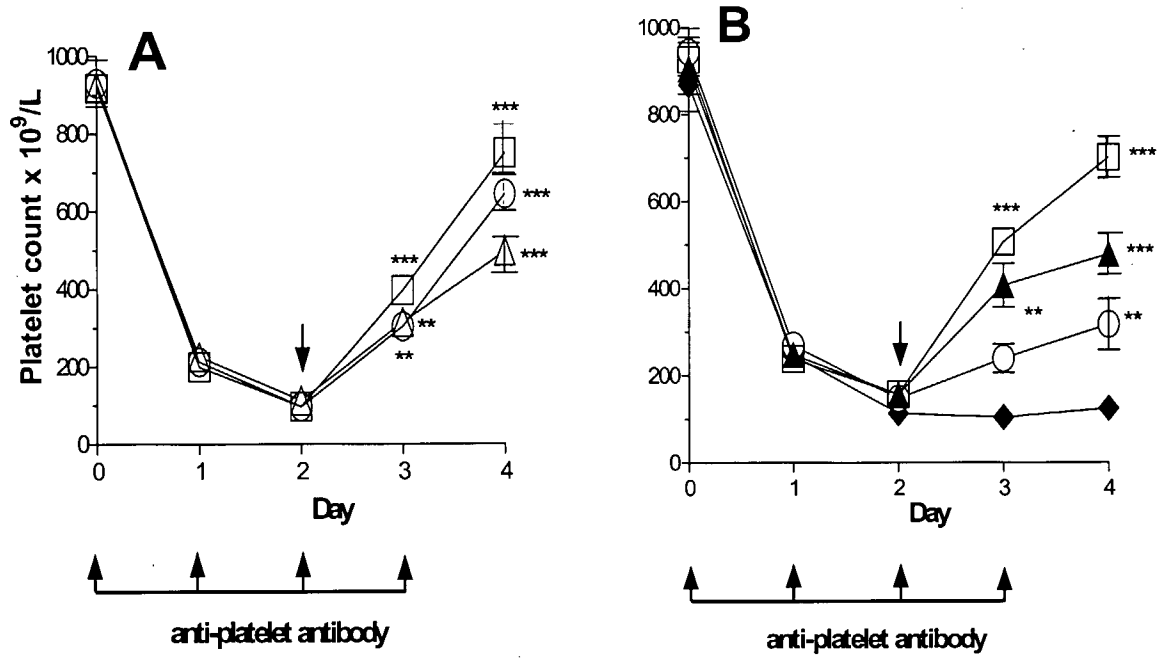 A
Platelet count x 10⁹/L
1000
800
600
400
200
0
0 1 2 3 4
Day
***
***
***
***
**
**
anti-platelet antibody
B
1000
800
600
400
200
0
0 1 2 3 4
Day
***
***
***
**
**
anti-platelet antibody